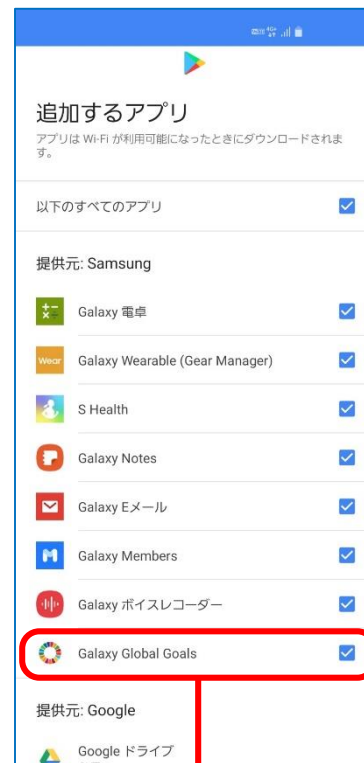 追加するアプリ
アプリは Wi-Fi が利用可能になったときにダウンロードされま
す。
以下のすべてのアプリ
提供元: Samsung
Galaxy 電卓
Wear
Galaxy Wearable (Gear Manager)
S Health
Galaxy Notes
Galaxy Eメール
Galaxy Members
Galaxy ボイスレコーダー
Galaxy Global Goals
提供元: Google
Google ドライブ